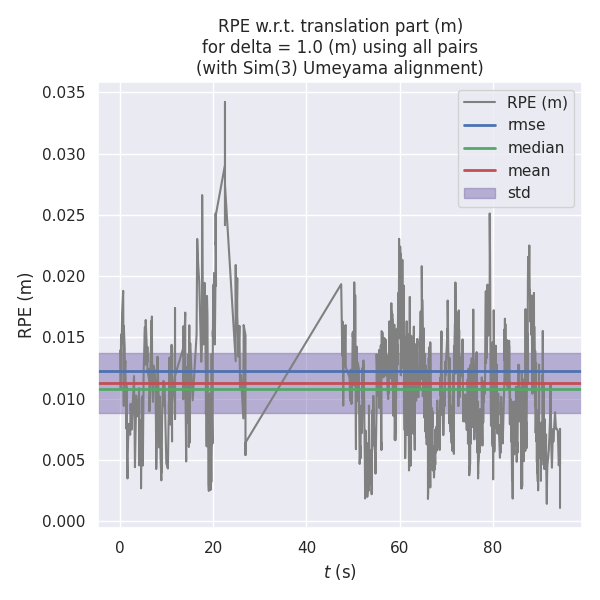 RPE w.r.t. translation part (m)
for delta = 1.0 (m) using all pairs
(with Sim(3) Umeyama alignment)
RPE (m)
rmse
median
mean
std
0.035
0.030
0.025
0.020
0.015
0.010
0.005
0.000
RPE (m)
0 20 40 60 80
t (s)